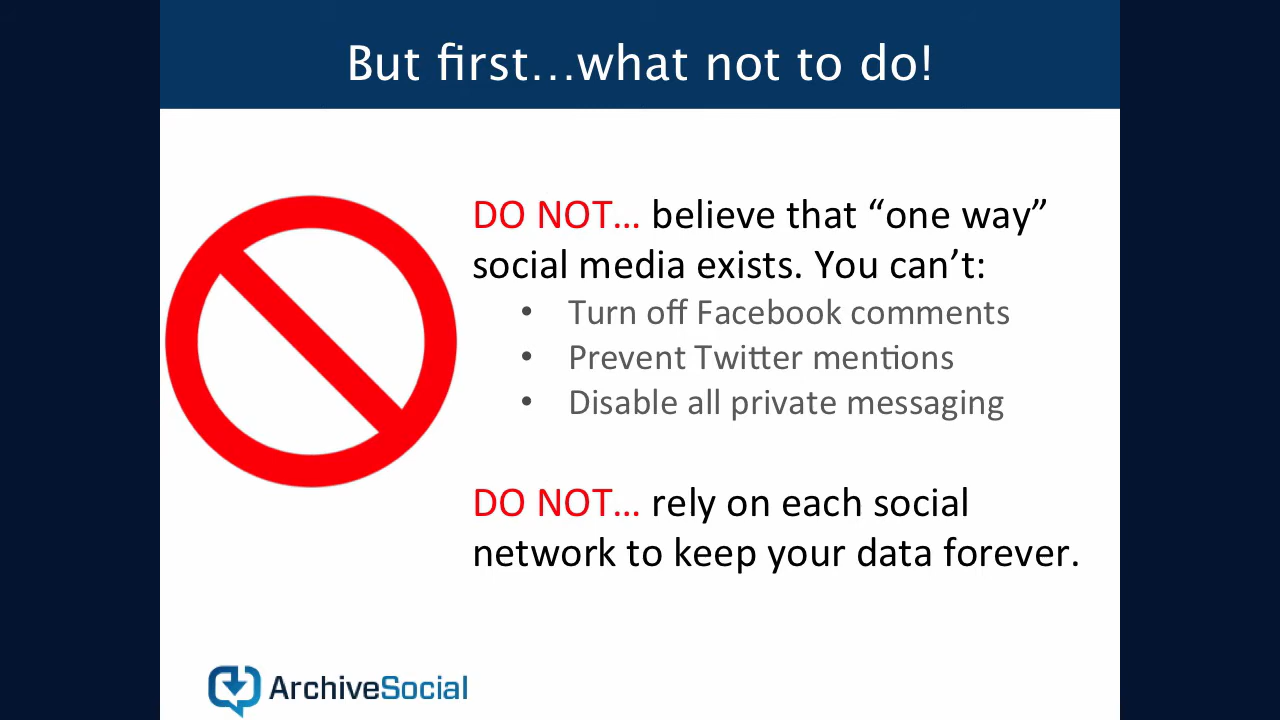 But first...what not to do!
DO NOT... believe that “one way”
social media exists. You can’t:
• Turn off Facebook comments
• Prevent Twitter mentions
• Disable all private messaging
DO NOT... rely on each social
network to keep your data forever.
ArchiveSocial